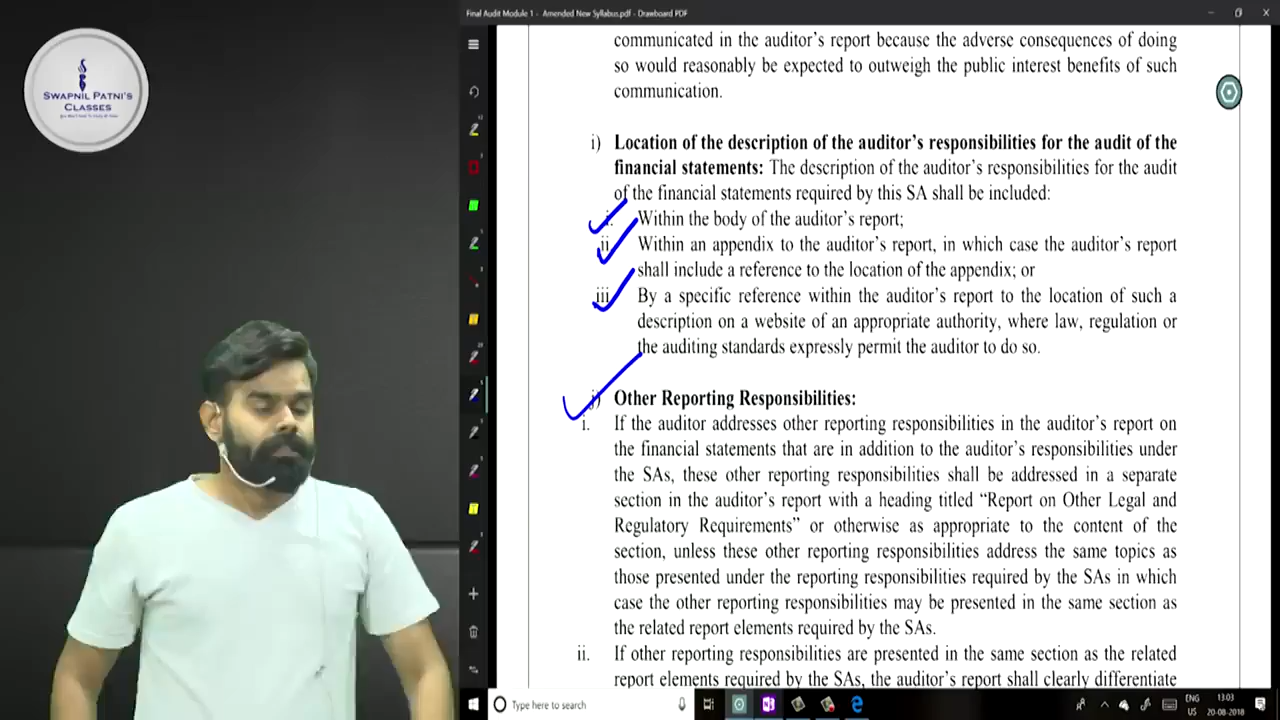 Final Audit Module 1 - Amended New Syllabus.pdf - Drawboard PDF
SWAPNIL PATNI'S
CLASSES
communicated in the auditor's report because the adverse consequences of doing
so would reasonably be expected to outweigh the public interest benefits of such
communication.
i) Location of the description of the auditor's responsibilities for the audit of the
financial statements: The description of the auditor's responsibilities for the audit
of the financial statements required by this SA shall be included:
i. Within the body of the auditor's report;
ii. Within an appendix to the auditor's report, in which case the auditor's report
shall include a reference to the location of the appendix; or
iii. By a specific reference within the auditor's report to the location of such a
description on a website of an appropriate authority, where law, regulation or
the auditing standards expressly permit the auditor to do so.
j) Other Reporting Responsibilities:
i. If the auditor addresses other reporting responsibilities in the auditor's report on
the financial statements that are in addition to the auditor's responsibilities under
the SAs, these other reporting responsibilities shall be addressed in a separate
section in the auditor's report with a heading titled “Report on Other Legal and
Regulatory Requirements” or otherwise as appropriate to the content of the
section, unless these other reporting responsibilities address the same topics as
those presented under the reporting responsibilities required by the SAs in which
case the other reporting responsibilities may be presented in the same section as
the related report elements required by the SAs.
ii. If other reporting responsibilities are presented in the same section as the related
report elements required by the SAs, the auditor's report shall clearly differentiate
Type here to search
ENG
US
13:03
20-08-2018